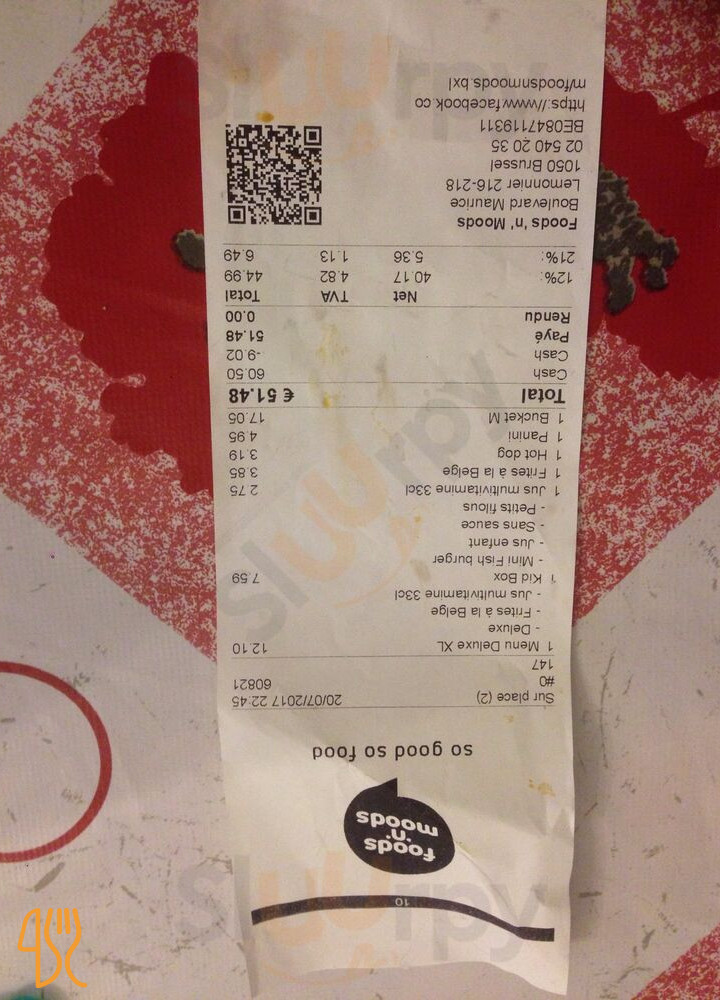 10
foods
'n'
moods
so good so food
Sur place (2) 20/07/2017 22:45
#0 60821
147
1 Menu Deluxe XL 12.10
- Deluxe
- Frites à la Belge
- Jus multivitamine 33cl
1 Kid Box 7.59
- Mini Fish burger
- Jus enfant
- Sans sauce
- Petits filous
1 Jus multivitamine 33cl 2.75
1 Frites à la Belge 3.85
1 Hot dog 3.19
1 Panini 4.95
1 Bucket M 17.05
Total € 51.48
Cash 60.50
Cash -9.02
Payé 51.48
Rendu 0.00
Net TVA Total
12%: 40.17 4.82 44.99
21%: 5.36 1.13 6.49
Foods 'n' Moods
Boulevard Maurice
Lemonnier 216-218
1050 Brussel
02 540 20 35
BE0847119311
https://www.facebook.co
m/foodsnmoods.bxl
Sluurpy
Sluurpy
Sluurpy